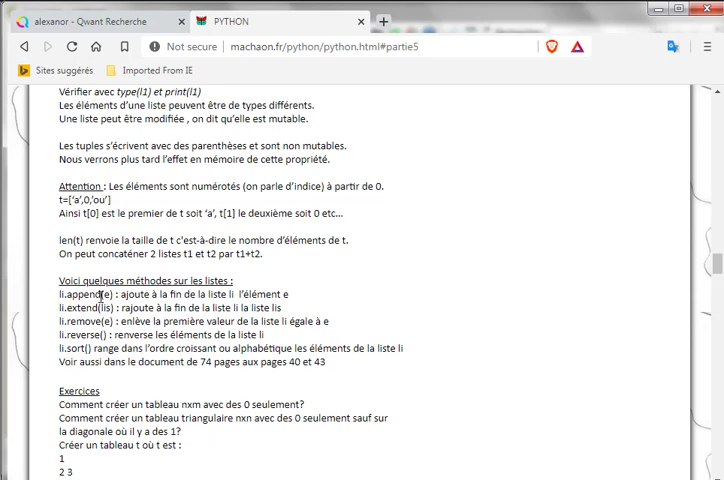 alexanor - Qwant Recherche
PYTHON
Not secure
machaon.fr/python/python.html#partie5
Sites suggérés
Imported From IE
Vérifier avec type(l1) et print(l1)
Les éléments d'une liste peuvent être de types différents.
Une liste peut être modifiée , on dit qu'elle est mutable.
Les tuples s'écrivent avec des parenthèses et sont non mutables.
Nous verrons plus tard l'effet en mémoire de cette propriété.
Attention : Les éléments sont numérotés (on parle d'indice) à partir de 0.
t=['a',0,'ou']
Ainsi t[0] est le premier de t soit 'a', t[1] le deuxième soit 0 etc...
len(t) renvoie la taille de t c'est-à-dire le nombre d'éléments de t.
On peut concaténer 2 listes t1 et t2 par t1+t2.
Voici quelques méthodes sur les listes :
li.append(e) : ajoute à la fin de la liste li l'élément e
li.extend(lis) : rajoute à la fin de la liste li la liste lis
li.remove(e) : enlève la première valeur de la liste li égale à e
li.reverse() : renverse les éléments de la liste li
li.sort() range dans l'ordre croissant ou alphabétique les éléments de la liste li
Voir aussi dans le document de 74 pages aux pages 40 et 43
Exercices
Comment créer un tableau nxm avec des 0 seulement?
Comment créer un tableau triangulaire nxn avec des 0 seulement sauf sur
la diagonale où il y a des 1?
Créer un tableau t où t est :
1
2 3